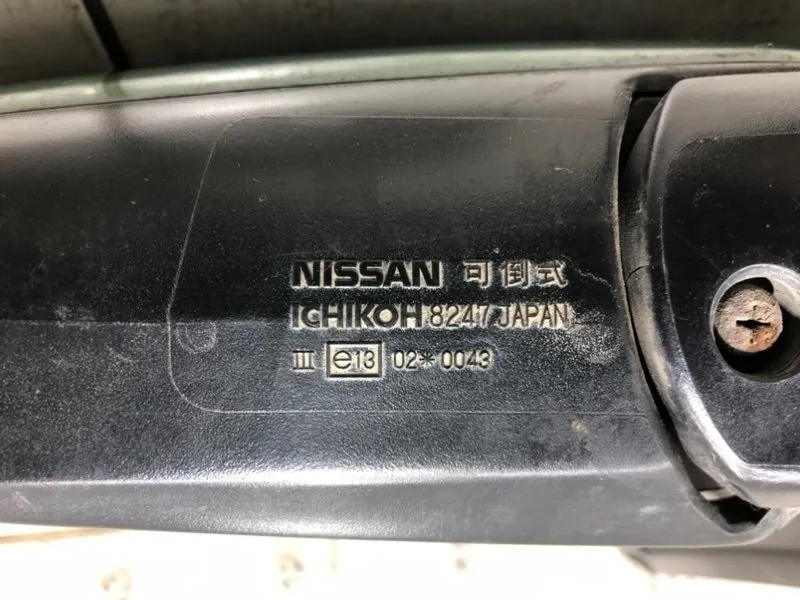 NISSAN 可倒式
ICHIKOH 8247 JAPAN
III e13 02*0043